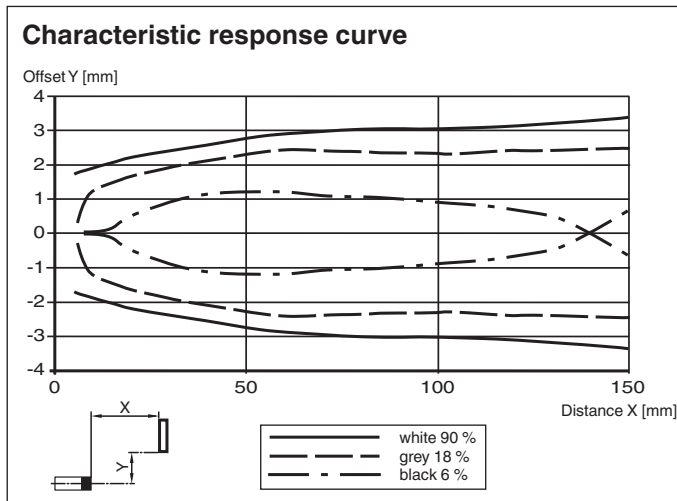 Characteristic response curve
Offset Y [mm]
4
3
2
1
0
-1
-2
-3
-4
0 50 100 150
Distance X [mm]
X
Y
white 90 %
grey 18 %
black 6 %